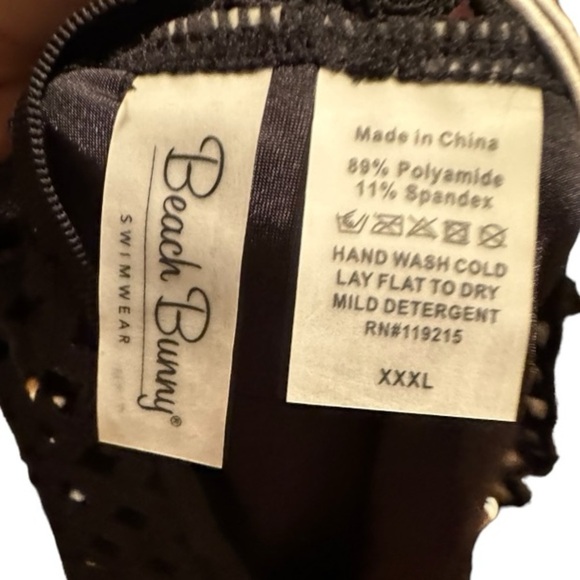 Beach Bunny®
SWIMWEAR
Made in China
89% Polyamide
11% Spandex
HAND WASH COLD
LAY FLAT TO DRY
MILD DETERGENT
RN#119215
XXXL